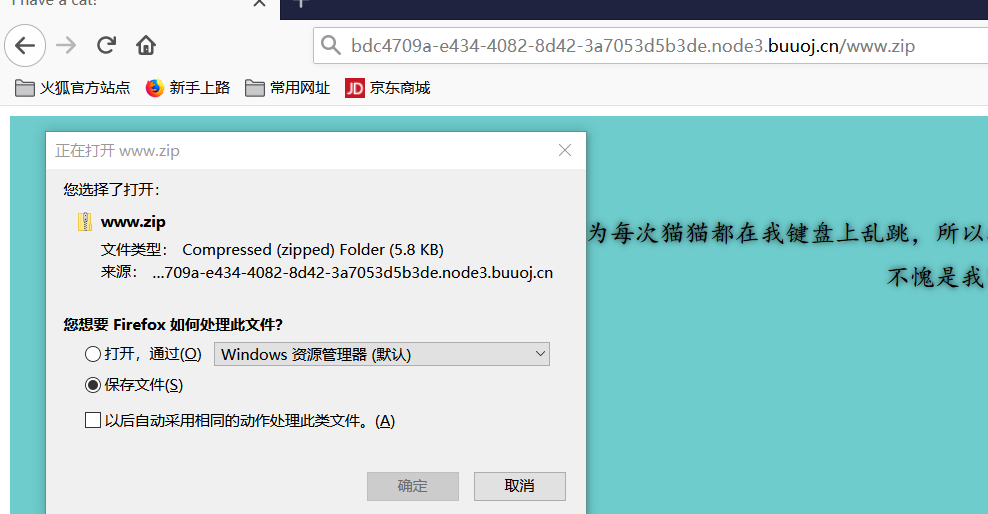 I have a cat!
bdc4709a-e434-4082-8d42-3a7053d5b3de.node3.buuoj.cn/www.zip
火狐官方站点 新手上路 常用网址 JD 京东商城
正在打开 www.zip
您选择了打开:
www.zip
文件类型: Compressed (zipped) Folder (5.8 KB)
来源: ...709a-e434-4082-8d42-3a7053d5b3de.node3.buuoj.cn
为每次猫猫都在我键盘上乱跳，所以
不愧是我
您想要 Firefox 如何处理此文件?
打开，通过(O) Windows 资源管理器 (默认)
保存文件(S)
以后自动采用相同的动作处理此类文件。(A)
确定 取消